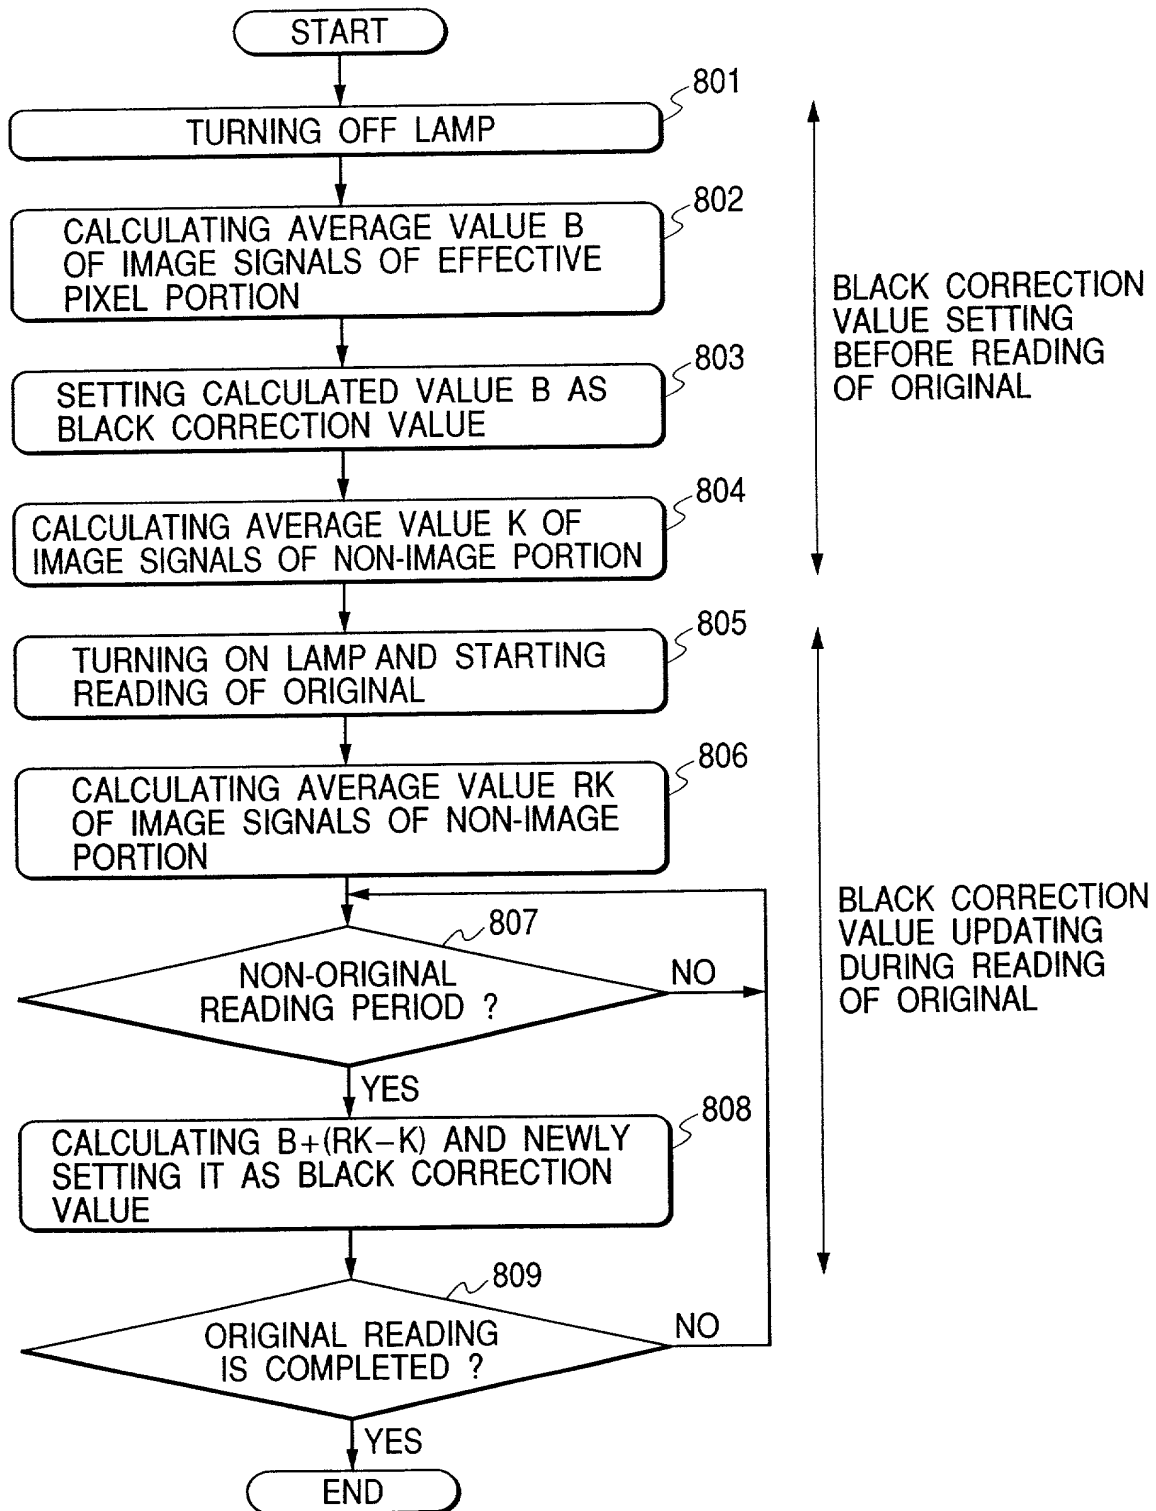 START
801
TURNING OFF LAMP
802
CALCULATING AVERAGE VALUE B
OF IMAGE SIGNALS OF EFFECTIVE
PIXEL PORTION
803
SETTING CALCULATED VALUE B AS
BLACK CORRECTION VALUE
804
CALCULATING AVERAGE VALUE K OF
IMAGE SIGNALS OF NON-IMAGE PORTION
BLACK CORRECTION
VALUE SETTING
BEFORE READING
OF ORIGINAL
805
TURNING ON LAMP AND STARTING
READING OF ORIGINAL
806
CALCULATING AVERAGE VALUE RK
OF IMAGE SIGNALS OF NON-IMAGE
PORTION
807
NON-ORIGINAL
READING PERIOD ?
NO
YES
808
CALCULATING B+(RK−K) AND NEWLY
SETTING IT AS BLACK CORRECTION
VALUE
809
ORIGINAL READING
IS COMPLETED ?
NO
YES
END
BLACK CORRECTION
VALUE UPDATING
DURING READING
OF ORIGINAL